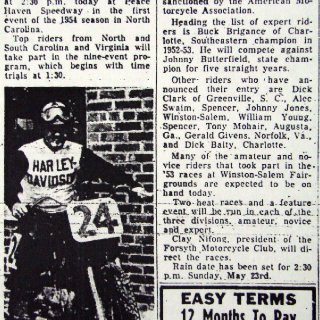 at 2:30 p.m. today at Peace
Haven Speedway in the first
event of the 1954 season in North
Carolina.
Top riders from North and
South Carolina and Virginia will
take part in the nine-event pro-
gram, which begins with time
trials at 1:30.
HARLEY-
DAVIDSON
24
sanctioned by the American Mo-
torcycle Association.
Heading the list of expert rid-
ers is Buck Brigance of Char-
lotte, Southeastern champion in
1952-53. He will compete against
Johnny Butterfield, state cham-
pion for five straight years.
Other riders who have an-
nounced their entry are Dick
Clark of Greenville, S. C., Alec
Swaim, Spencer, Johnny Jones,
Winston-Salem, William Young,
Spencer, Tony Mohair, Augusta,
Ga., Gerald Givens, Norfolk, Va.,
and Dick Baity, Charlotte.
Many of the amateur and no-
vice riders that took part in the
'53 races at Winston-Salem Fair-
grounds are expected to be on
hand today.
Two heat races and a feature
event will be run in each of the
three divisions, amateur, novice
and expert.
Clay Nifong, president of the
Forsyth Motorcycle Club, will di-
rect the races.
Rain date has been set for 2:30
p.m. Sunday, May 23rd.
EASY TERMS
12 Months To Pay